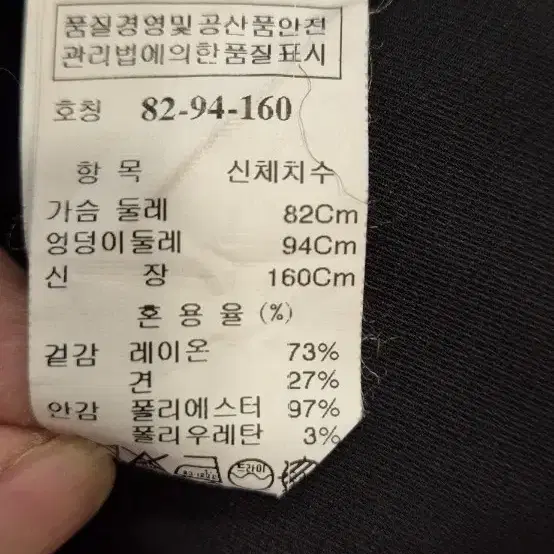 품질경영및 공산품안전
관리법에의한품질표시
호칭 82-94-160
항 목 신체치수
가슴 둘레 82Cm
엉덩이둘레 94Cm
신 장 160Cm
혼 용 율 (%)
겉감 레이온 73%
견 27%
안감 폴리에스터 97%
폴리우레탄 3%
드라이